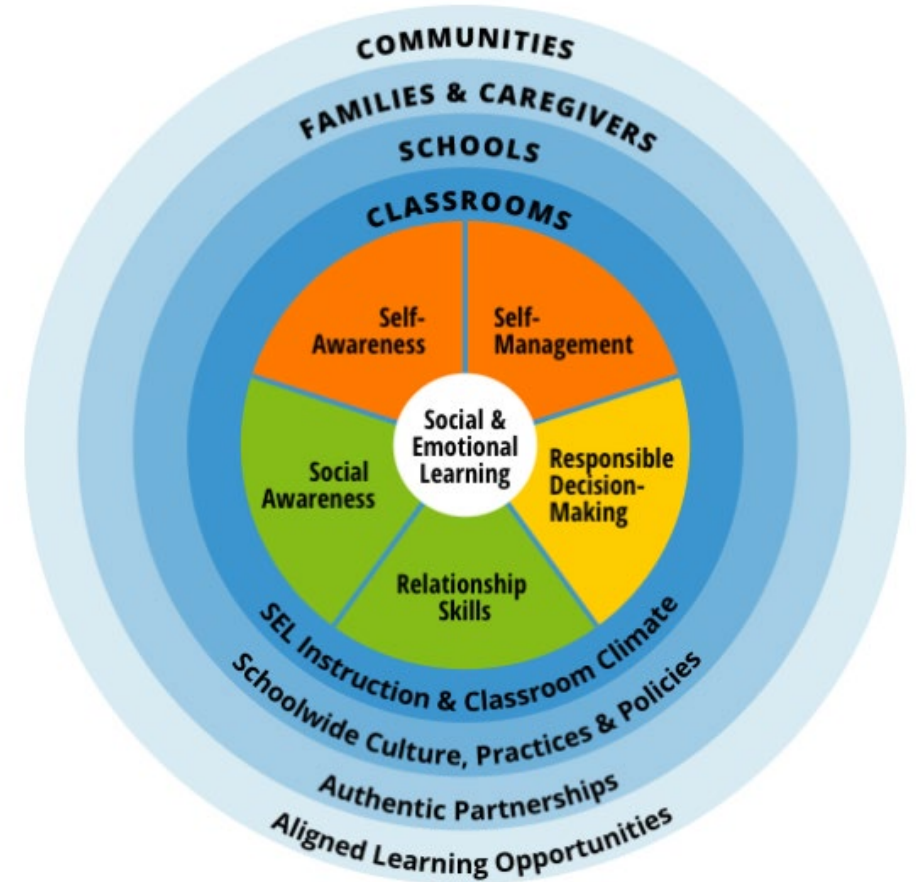 COMMUNITIES
FAMILIES & CAREGIVERS
SCHOOLS
CLASSROOMS
Self-
Awareness
Self-
Management
Social &
Emotional
Learning
Social
Awareness
Responsible
Decision-
Making
Relationship
Skills
SEL Instruction & Classroom Climate
Schoolwide Culture, Practices & Policies
Authentic Partnerships
Aligned Learning Opportunities